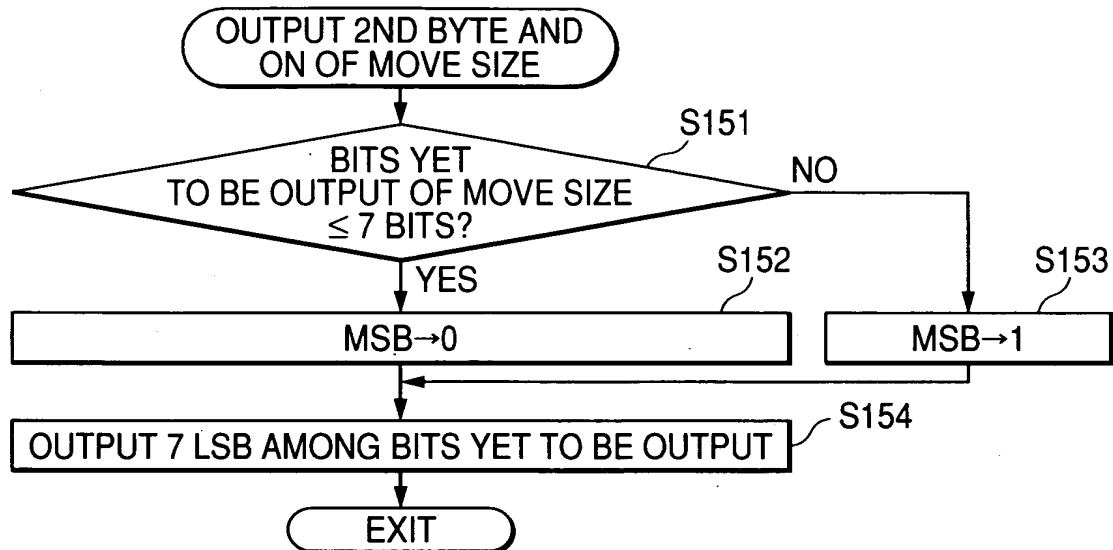 OUTPUT 2ND BYTE AND
ON OF MOVE SIZE
S151
BITS YET
TO BE OUTPUT OF MOVE SIZE
≤ 7 BITS?
NO
YES
S152
S153
MSB→0
MSB→1
S154
OUTPUT 7 LSB AMONG BITS YET TO BE OUTPUT
EXIT